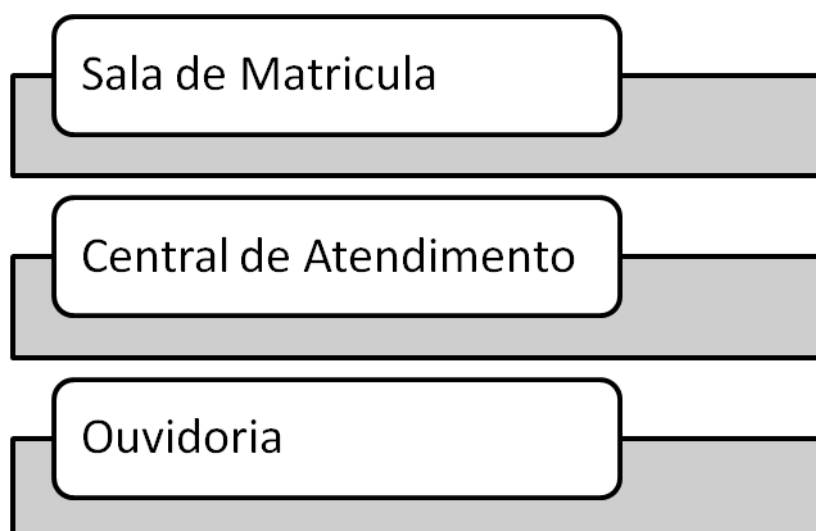 Sala de Matricula
Central de Atendimento
Ouvidoria